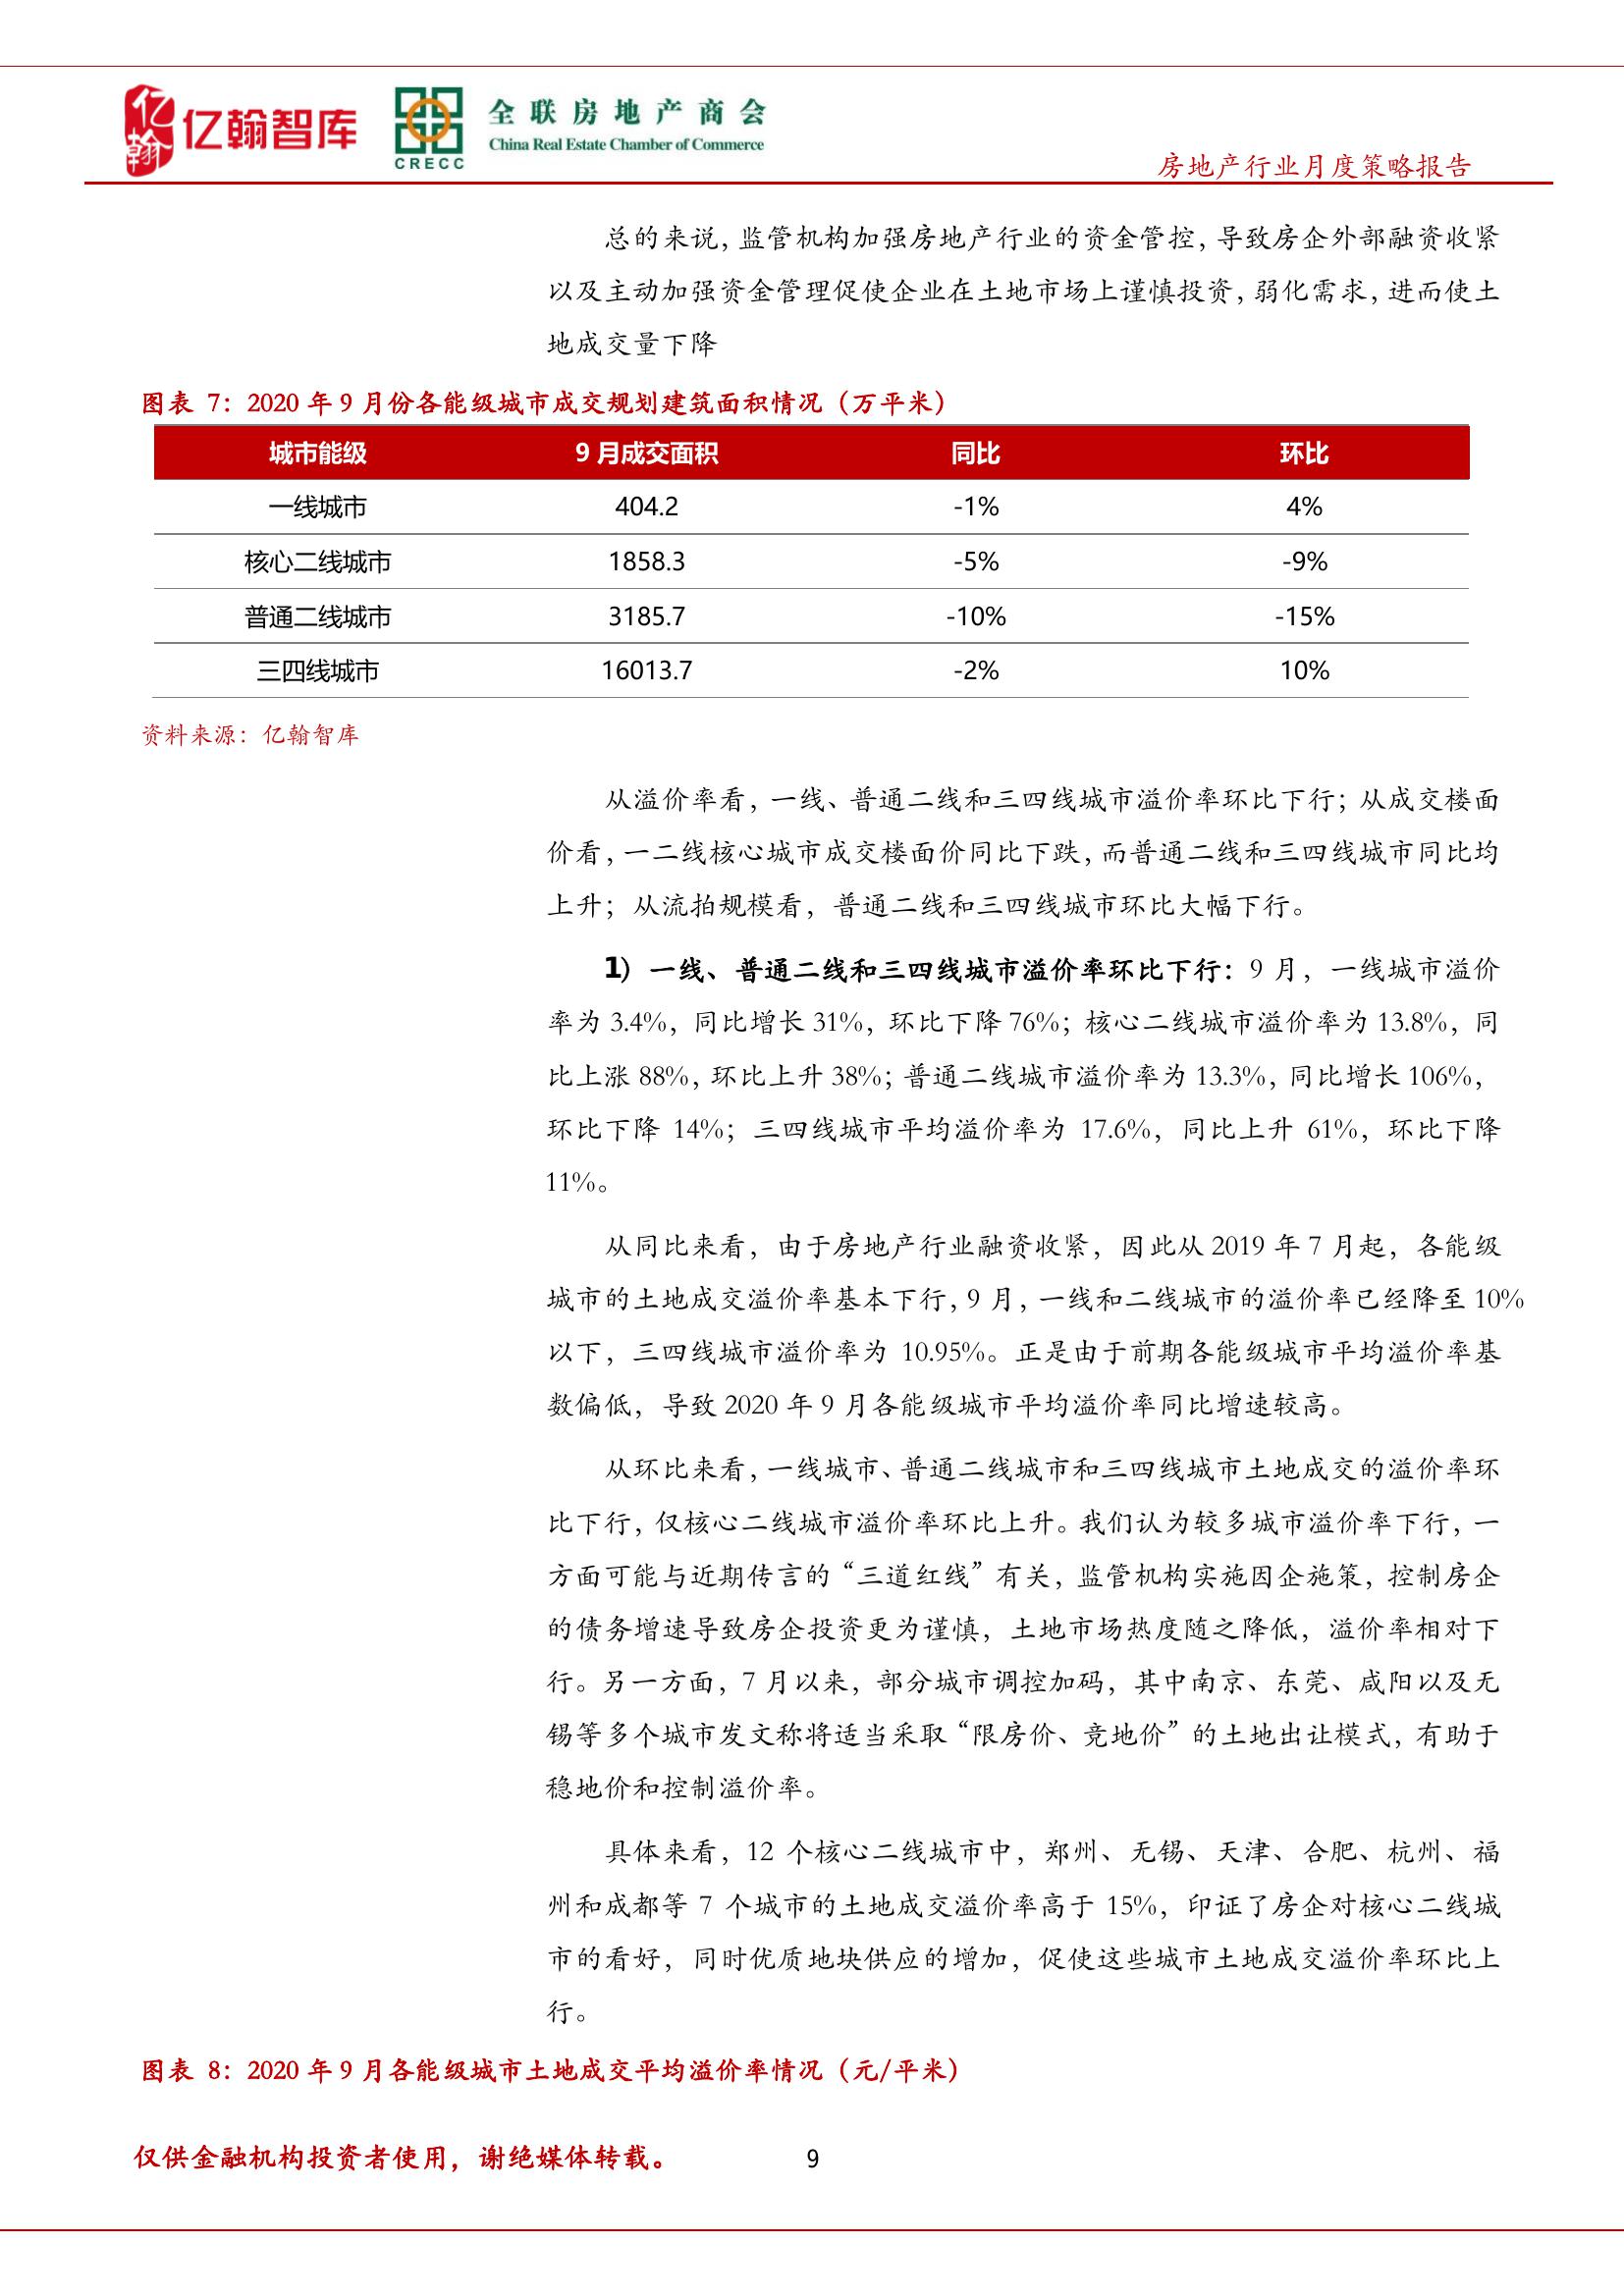 亿翰 亿翰智库 CRECC 全联房地产商会
China Real Estate Chamber of Commerce
房地产行业月度策略报告
总的来说，监管机构加强房地产行业的资金管控，导致房企外部融资收紧
以及主动加强资金管理促使企业在土地市场上谨慎投资，弱化需求，进而使土
地成交量下降
图表 7：2020 年 9 月份各能级城市成交规划建筑面积情况（万平米）
城市能级 9 月成交面积 同比 环比
一线城市 404.2 -1% 4%
核心二线城市 1858.3 -5% -9%
普通二线城市 3185.7 -10% -15%
三四线城市 16013.7 -2% 10%
资料来源：亿翰智库
从溢价率看，一线、普通二线和三四线城市溢价率环比下行；从成交楼面
价看，一二线核心城市成交楼面价同比下跌，而普通二线和三四线城市同比均
上升；从流拍规模看，普通二线和三四线城市环比大幅下行。
1）一线、普通二线和三四线城市溢价率环比下行：9 月，一线城市溢价
率为 3.4%，同比增长 31%，环比下降 76%；核心二线城市溢价率为 13.8%，同
比上涨 88%，环比上升 38%；普通二线城市溢价率为 13.3%，同比增长 106%，
环比下降 14%；三四线城市平均溢价率为 17.6%，同比上升 61%，环比下降
11%。
从同比来看，由于房地产行业融资收紧，因此从 2019 年 7 月起，各能级
城市的土地成交溢价率基本下行，9 月，一线和二线城市的溢价率已经降至 10%
以下，三四线城市溢价率为 10.95%。正是由于前期各能级城市平均溢价率基
数偏低，导致 2020 年 9 月各能级城市平均溢价率同比增速较高。
从环比来看，一线城市、普通二线城市和三四线城市土地成交的溢价率环
比下行，仅核心二线城市溢价率环比上升。我们认为较多城市溢价率下行，一
方面可能与近期传言的“三道红线”有关，监管机构实施因企施策，控制房企
的债务增速导致房企投资更为谨慎，土地市场热度随之降低，溢价率相对下
行。另一方面，7 月以来，部分城市调控加码，其中南京、东莞、咸阳以及无
锡等多个城市发文称将适当采取“限房价、竞地价”的土地出让模式，有助于
稳地价和控制溢价率。
具体来看，12 个核心二线城市中，郑州、无锡、天津、合肥、杭州、福
州和成都等 7 个城市的土地成交溢价率高于 15%，印证了房企对核心二线城
市的看好，同时优质地块供应的增加，促使这些城市土地成交溢价率环比上
行。
图表 8：2020 年 9 月各能级城市土地成交平均溢价率情况（元/平米）
仅供金融机构投资者使用，谢绝媒体转载。 9